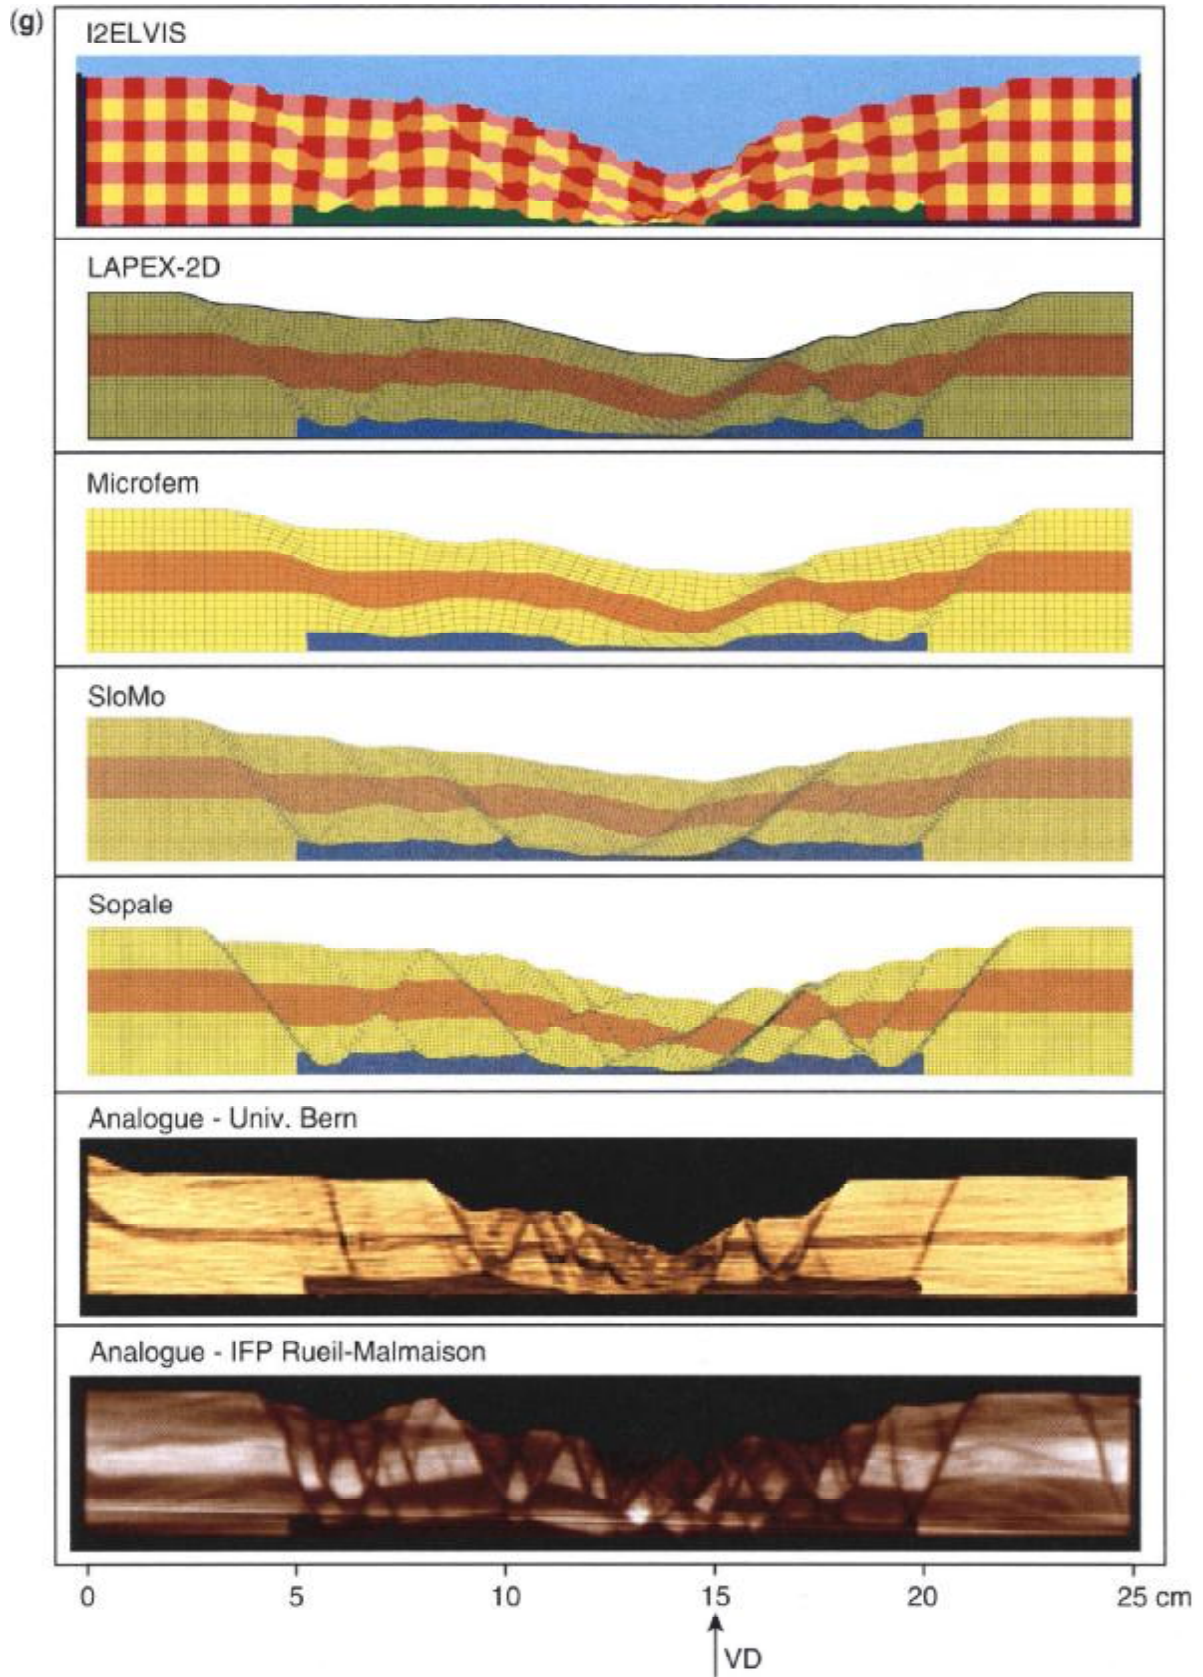 (g)
I2ELVIS
LAPEX-2D
Microfem
SloMo
Sopale
Analogue - Univ. Bern
Analogue - IFP Rueil-Malmaison
0 5 10 15 20 25 cm
VD